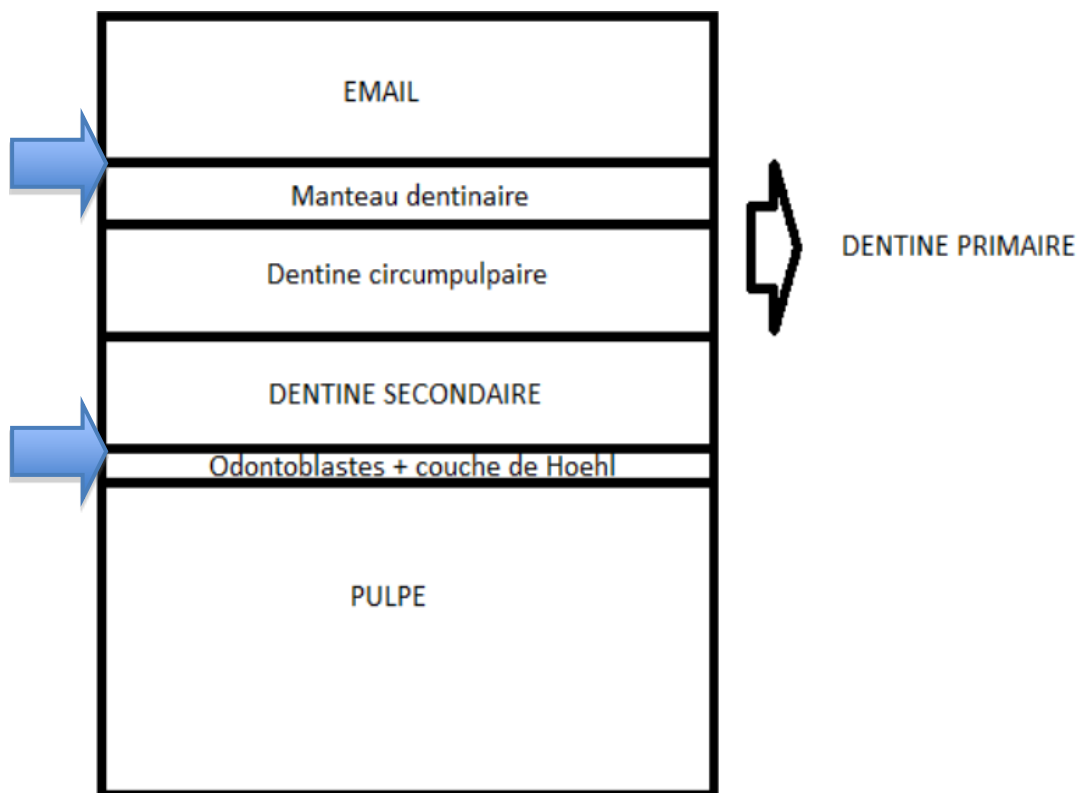 EMAIL
Manteau dentinaire
Dentine circumpulpaire
DENTINE PRIMAIRE
DENTINE SECONDAIRE
Odontoblastes + couche de Hoehl
PULPE